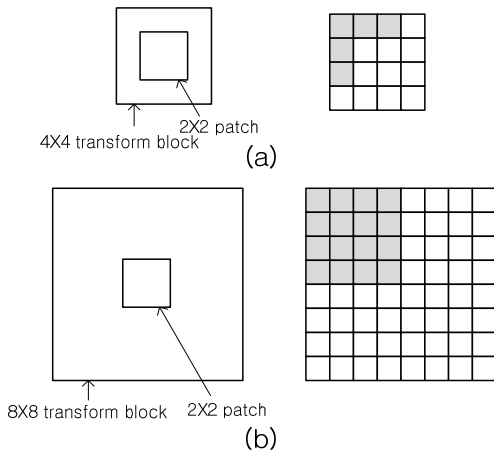 2X2 patch
4X4 transform block
(a)
8X8 transform block
2X2 patch
(b)